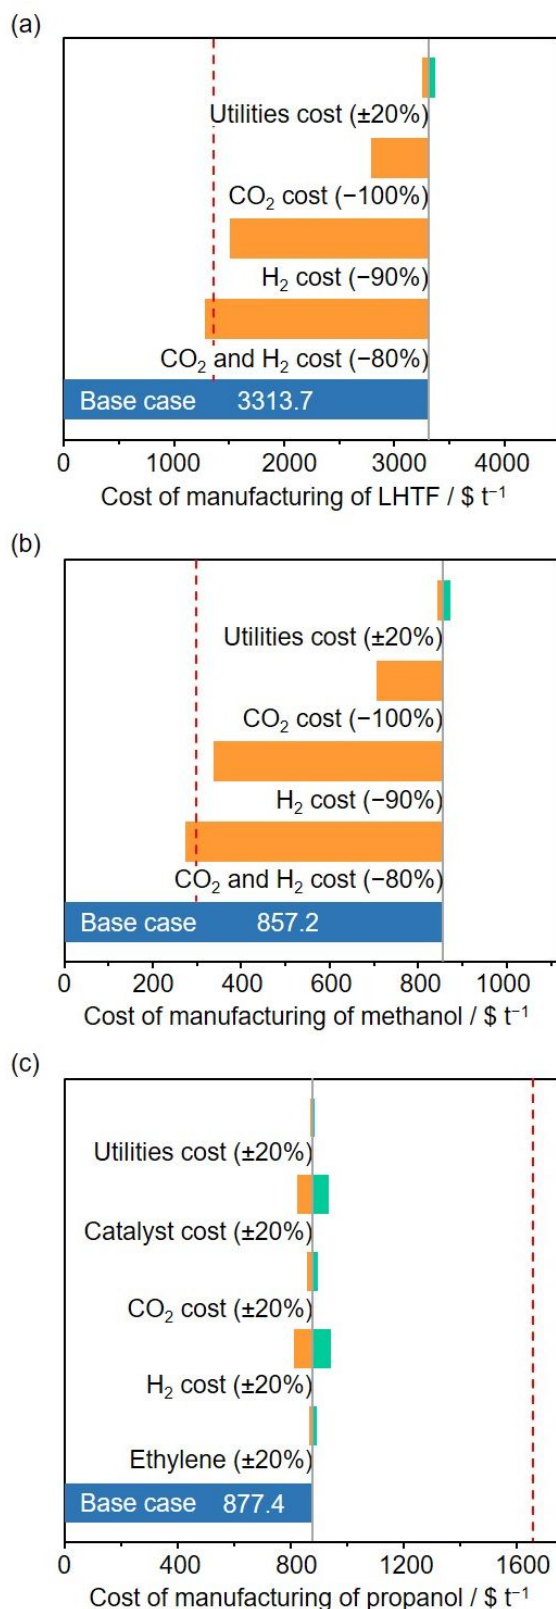 (a)
Utilities cost (±20%)
CO₂ cost (−100%)
H₂ cost (−90%)
CO₂ and H₂ cost (−80%)
Base case 3313.7
0 1000 2000 3000 4000
Cost of manufacturing of LHTF / $ t⁻¹
(b)
Utilities cost (±20%)
CO₂ cost (−100%)
H₂ cost (−90%)
CO₂ and H₂ cost (−80%)
Base case 857.2
0 200 400 600 800 1000
Cost of manufacturing of methanol / $ t⁻¹
(c)
Utilities cost (±20%)
Catalyst cost (±20%)
CO₂ cost (±20%)
H₂ cost (±20%)
Ethylene (±20%)
Base case 877.4
0 400 800 1200 1600
Cost of manufacturing of propanol / $ t⁻¹